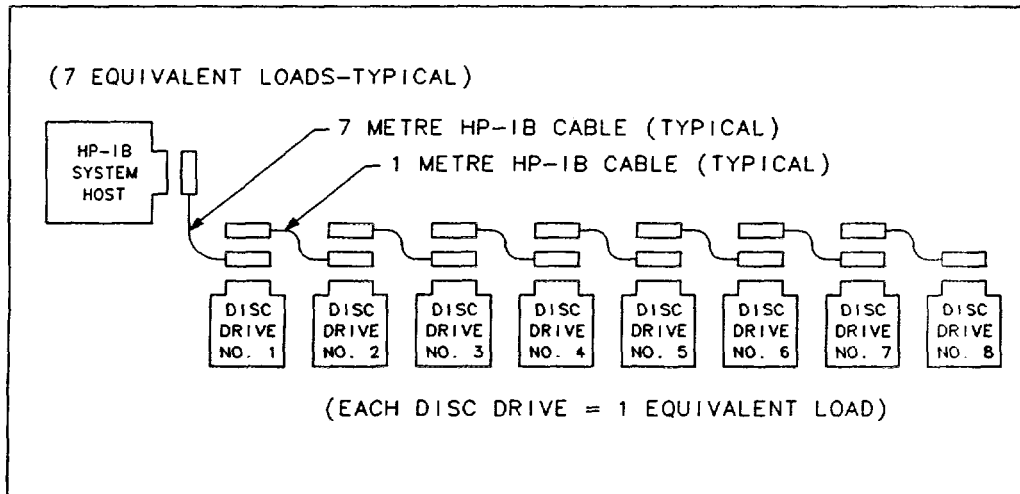 (7 EQUIVALENT LOADS-TYPICAL)
7 METRE HP-IB CABLE (TYPICAL)
1 METRE HP-IB CABLE (TYPICAL)
HP-IB
SYSTEM
HOST
DISC
DRIVE
NO. 1
DISC
DRIVE
NO. 2
DISC
DRIVE
NO. 3
DISC
DRIVE
NO. 4
DISC
DRIVE
NO. 5
DISC
DRIVE
NO. 6
DISC
DRIVE
NO. 7
DISC
DRIVE
NO. 8
(EACH DISC DRIVE = 1 EQUIVALENT LOAD)